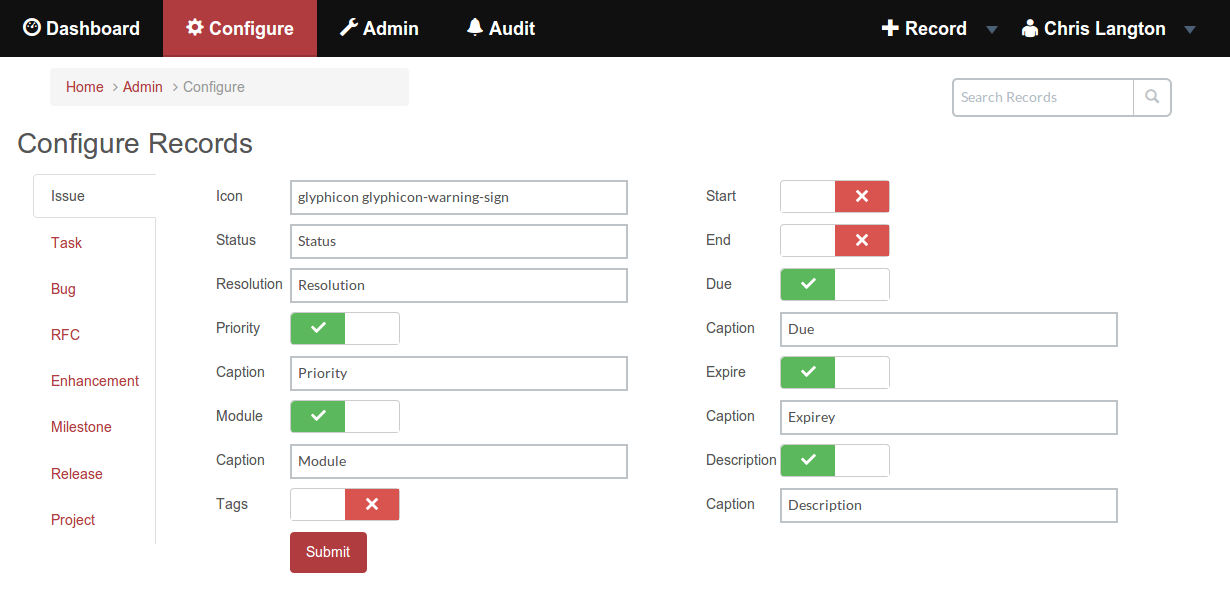 Dashboard Configure Admin Audit Record Chris Langton
Home > Admin > Configure
Search Records
Configure Records
Issue
Task
Bug
RFC
Enhancement
Milestone
Release
Project
Icon glyphicon glyphicon-warning-sign
Status Status
Resolution Resolution
Priority
Caption Priority
Module
Caption Module
Tags
Submit
Start
End
Due
Caption Due
Expire
Caption Expirey
Description
Caption Description